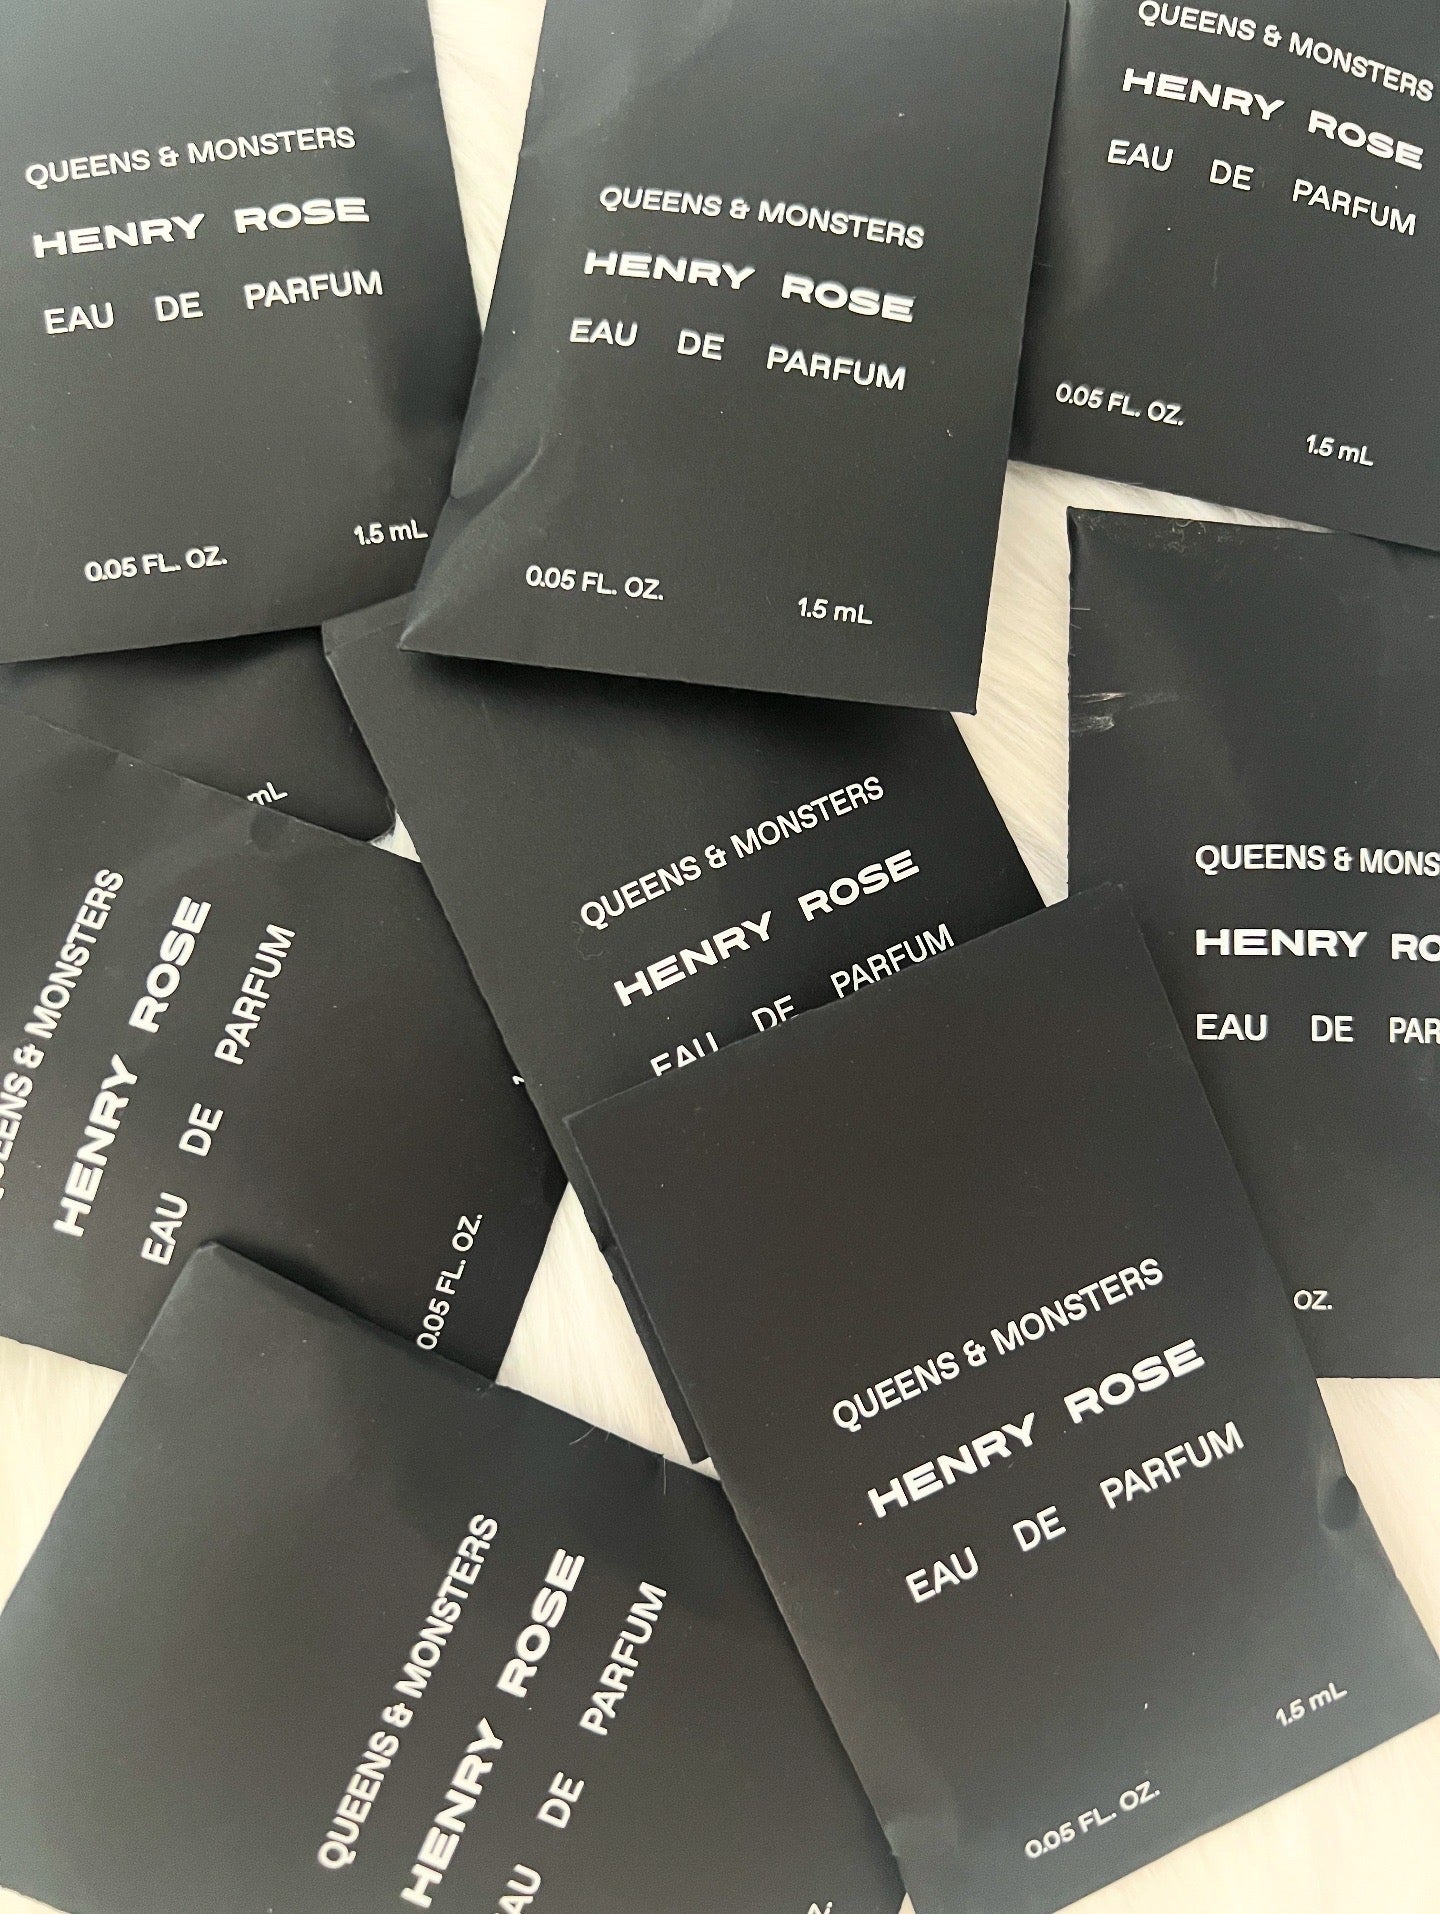 QUEENS & MONSTERS
HENRY ROSE
EAU DE PARFUM
0.05 FL. OZ.
1.5 mL
QUEENS & MONSTERS
HENRY ROSE
EAU DE PARFUM
0.05 FL. OZ.
1.5 mL
QUEENS & MONSTERS
HENRY ROSE
EAU DE PARFUM
0.05 FL. OZ.
1.5 mL
mL
QUEENS & MONSTERS
HENRY ROSE
EAU DE PARFUM
0.05 FL. OZ.
QUEENS & MONSTERS
HENRY ROSE
EAU DE PARFUM
QUEENS & MONS
HENRY RO
EAU DE PAR
OZ.
QUEENS & MONSTERS
HENRY ROSE
EAU DE PARFUM
QUEENS & MONSTERS
HENRY ROSE
EAU DE PARFUM
0.05 FL. OZ.
1.5 mL